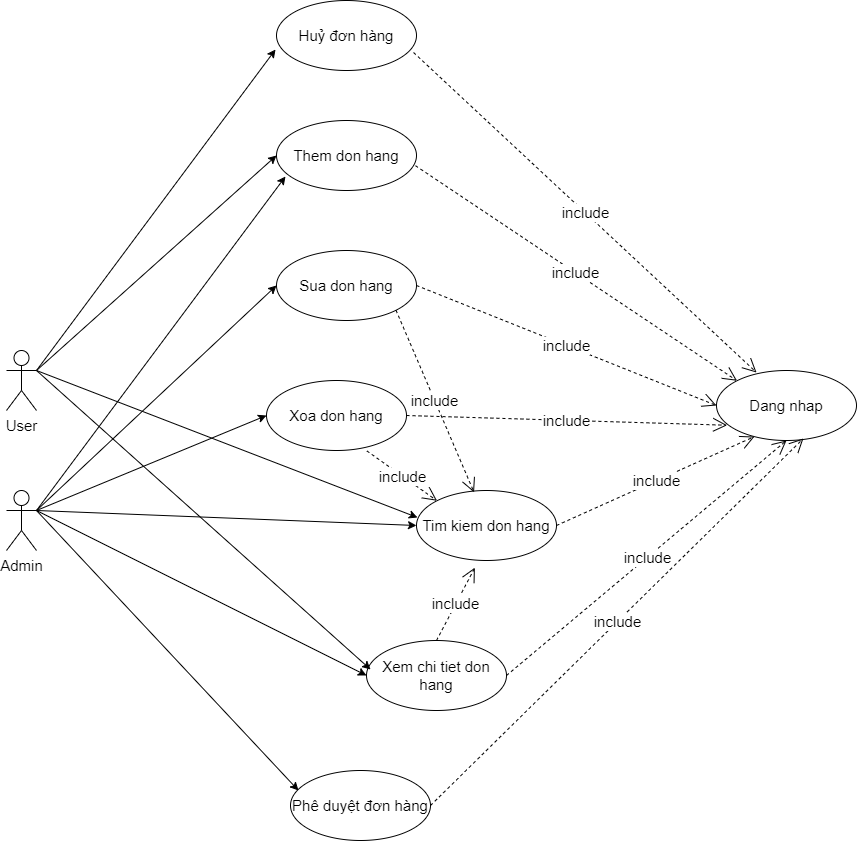 Huỷ đơn hàng
Them don hang
include
include
Sua don hang
include
User
include
Xoa don hang
include
Dang nhap
include
include
Admin
Tim kiem don hang
include
include
Xem chi tiet don
hang
include
Phê duyệt đơn hàng